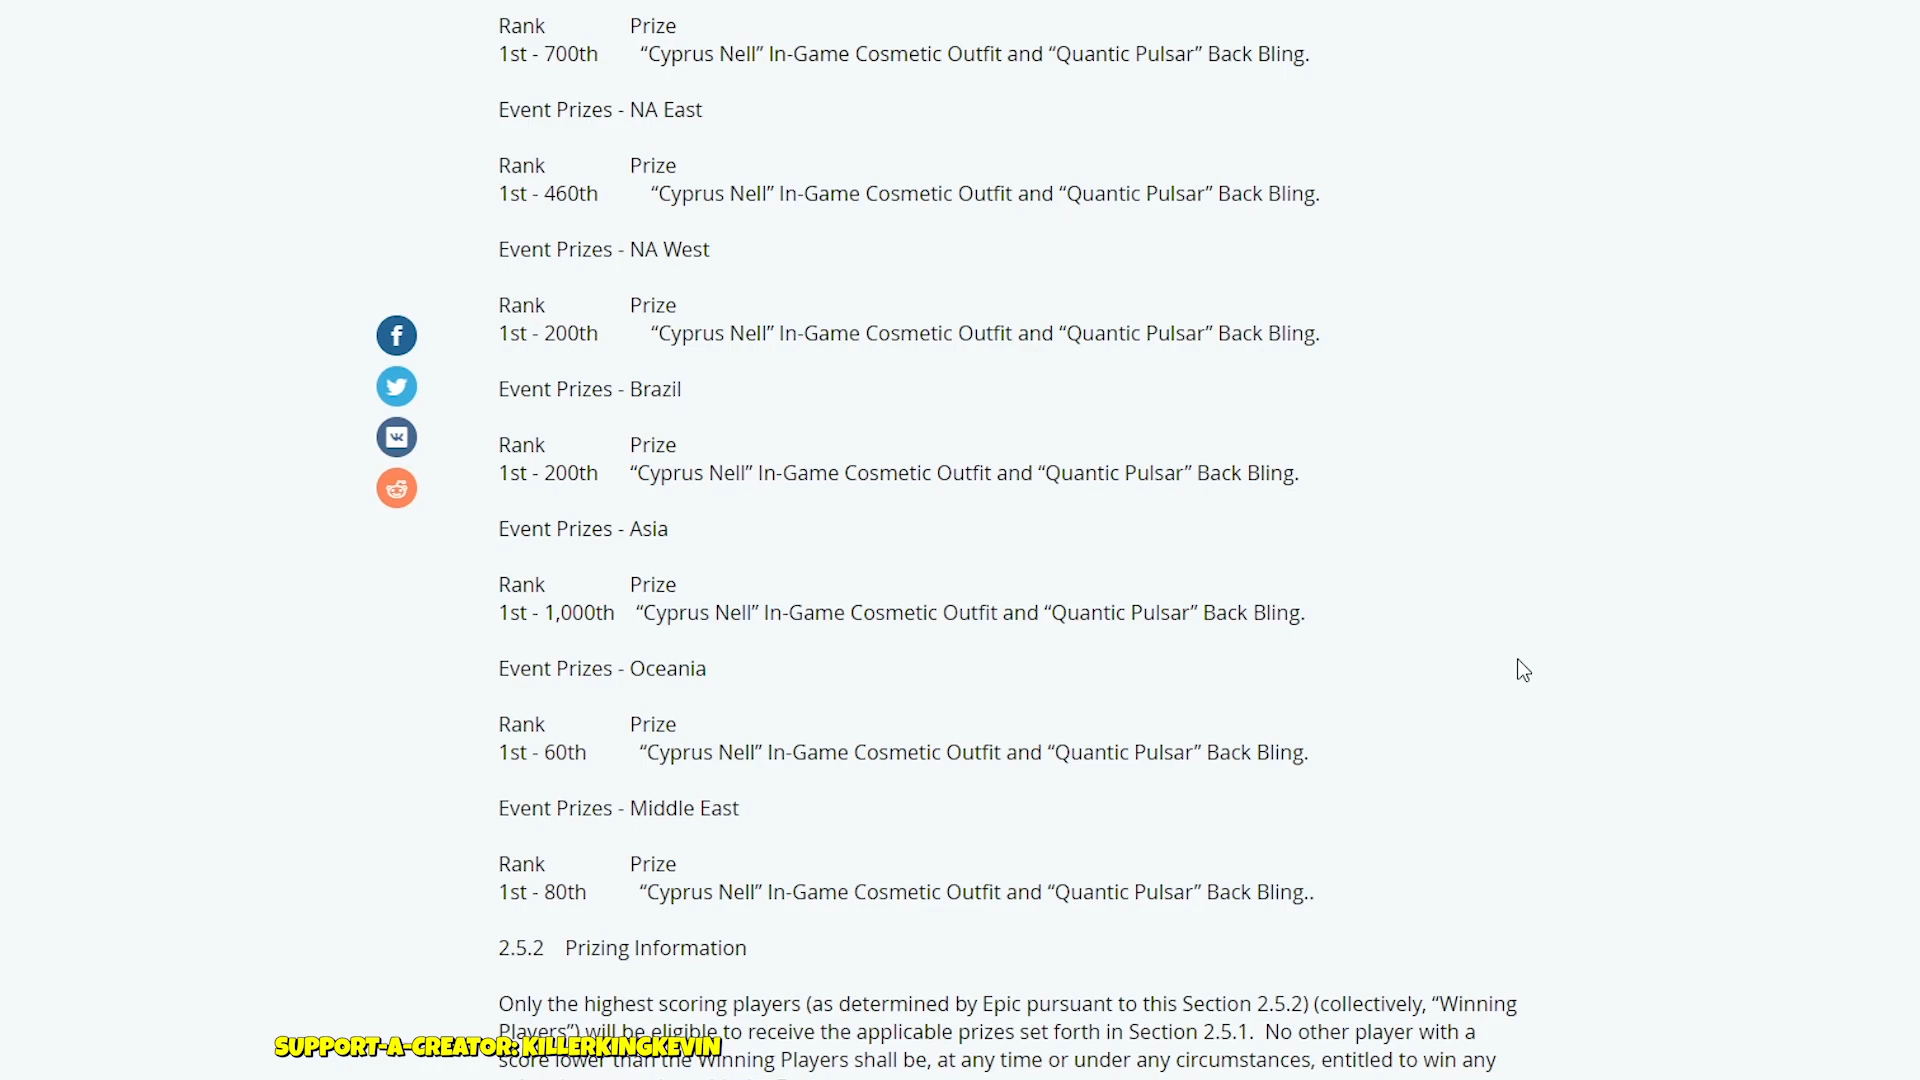 Rank Prize
1st - 700th “Cyprus Nell” In-Game Cosmetic Outfit and “Quantic Pulsar” Back Bling.
Event Prizes - NA East
Rank Prize
1st - 460th “Cyprus Nell” In-Game Cosmetic Outfit and “Quantic Pulsar” Back Bling.
Event Prizes - NA West
Rank Prize
1st - 200th “Cyprus Nell” In-Game Cosmetic Outfit and “Quantic Pulsar” Back Bling.
Event Prizes - Brazil
Rank Prize
1st - 200th “Cyprus Nell” In-Game Cosmetic Outfit and “Quantic Pulsar” Back Bling.
Event Prizes - Asia
Rank Prize
1st - 1,000th “Cyprus Nell” In-Game Cosmetic Outfit and “Quantic Pulsar” Back Bling.
Event Prizes - Oceania
Rank Prize
1st - 60th “Cyprus Nell” In-Game Cosmetic Outfit and “Quantic Pulsar” Back Bling.
Event Prizes - Middle East
Rank Prize
1st - 80th “Cyprus Nell” In-Game Cosmetic Outfit and “Quantic Pulsar” Back Bling..
2.5.2 Prizing Information
Only the highest scoring players (as determined by Epic pursuant to this Section 2.5.2) (collectively, “Winning
Players”) will be eligible to receive the applicable prizes set forth in Section 2.5.1. No other player with a
SUPPORT-A-CREATOR: KILLERKINGKEVIN
score lower than the Winning Players shall be, at any time or under any circumstances, entitled to win any